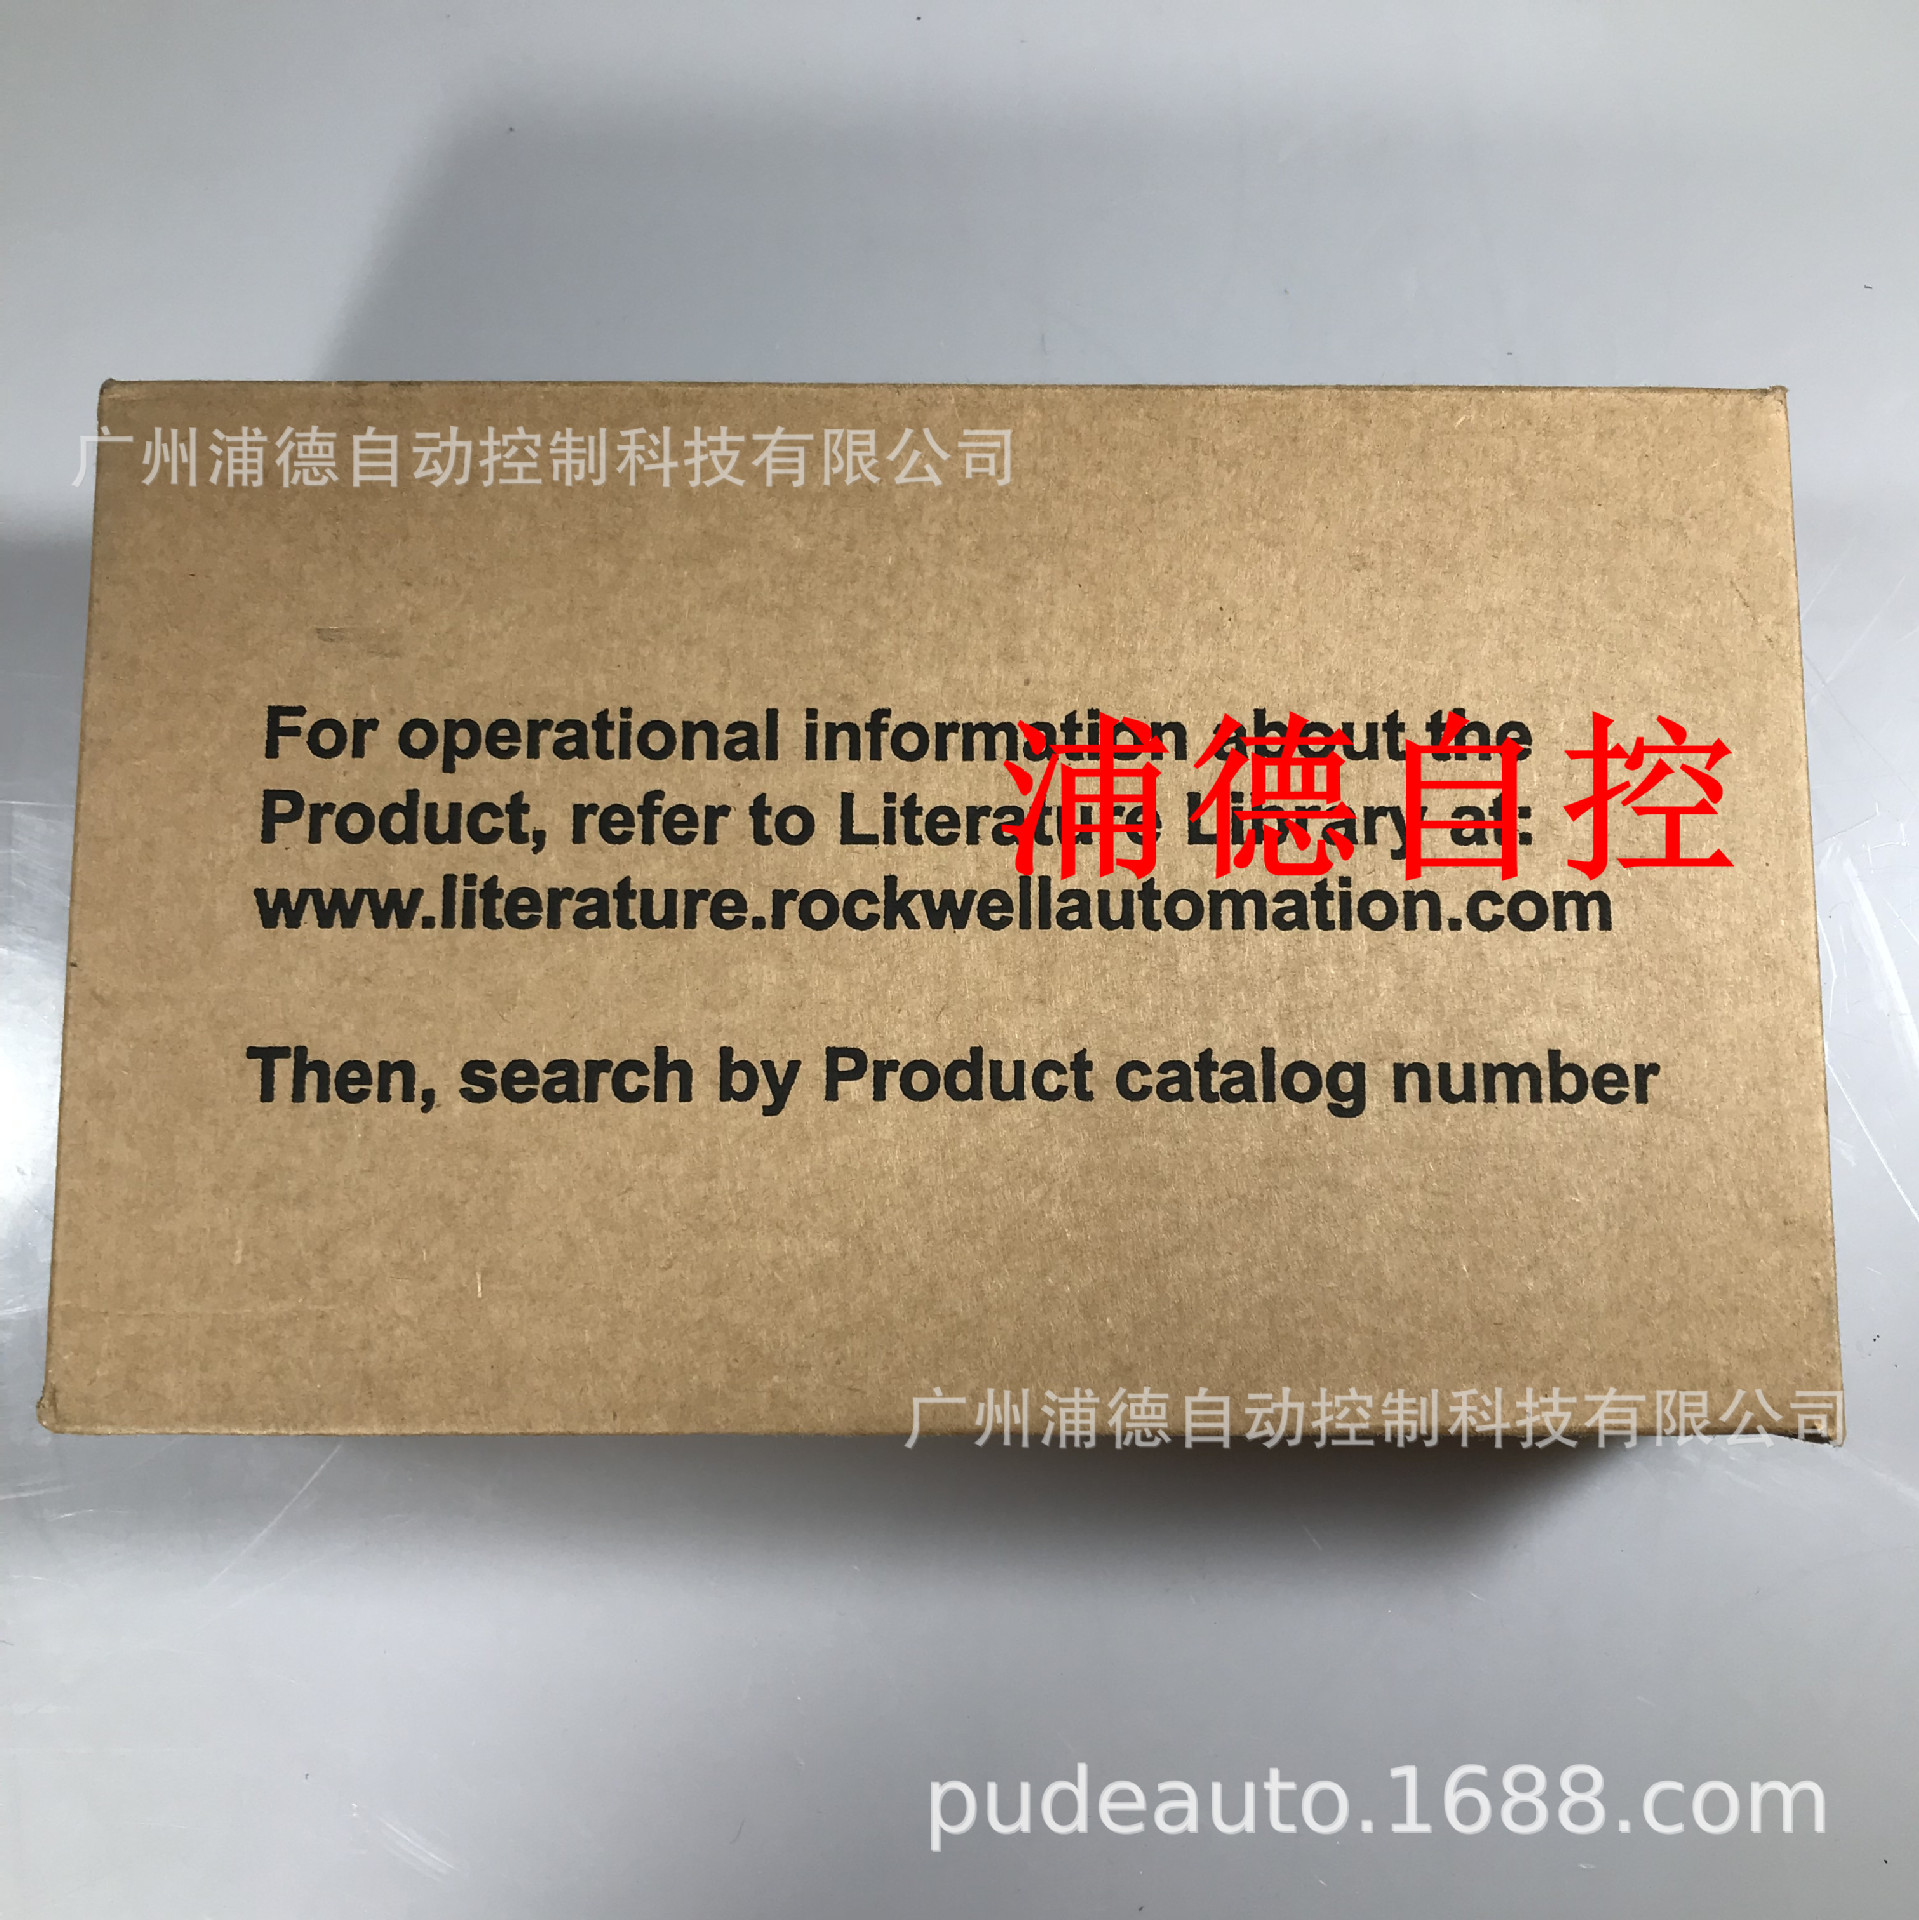 广州浦德自动控制科技有限公司
For operational information about the
Product, refer to Literature Library at:
浦德自控
www.literature.rockwellautomation.com
Then, search by Product catalog number
广州浦德自动控制科技有限公司
pudeauto.1688.com